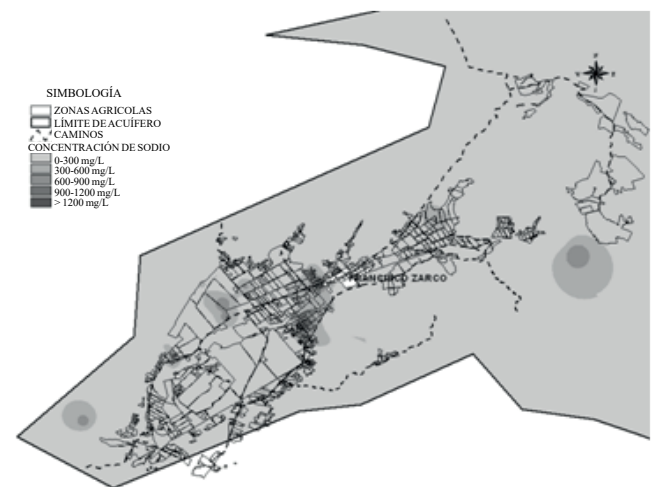 SIMBOLOGÍA
ZONAS AGRICOLAS
LÍMITE DE ACUÍFERO
CAMINOS
CONCENTRACIÓN DE SODIO
0-300 mg/L
300-600 mg/L
600-900 mg/L
900-1200 mg/L
> 1200 mg/L
FRANCISCO ZARCO